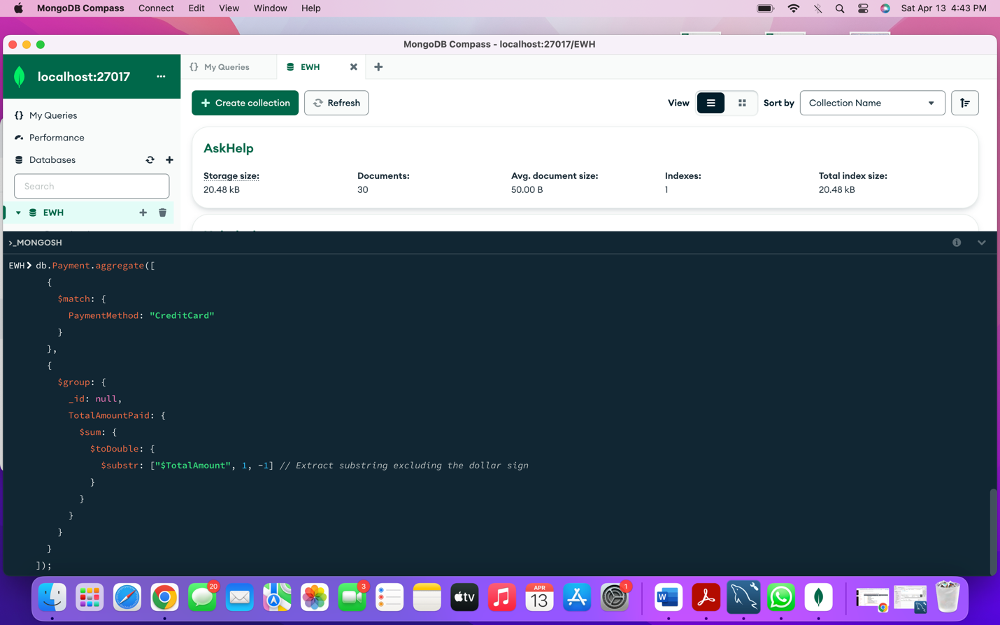 MongoDB Compass Connect Edit View Window Help Sat Apr 13 4:43 PM
MongoDB Compass - localhost:27017/EWH
localhost:27017 ...
{} My Queries EWH
Create collection Refresh View Sort by Collection Name
{} My Queries
Performance
Databases
Search
EWH
AskHelp
Storage size: Documents: Avg. document size: Indexes: Total index size:
20.48 kB 30 50.00 B 1 20.48 kB
>_MONGOSH
EWH> db.Payment.aggregate([
{
$match: {
PaymentMethod: "CreditCard"
}
},
{
$group: {
_id: null,
TotalAmountPaid: {
$sum: {
$toDouble: {
$substr: ["$TotalAmount", 1, -1] // Extract substring excluding the dollar sign
}
}
}
}
}
]);
20 3 tv APR 13 1 W